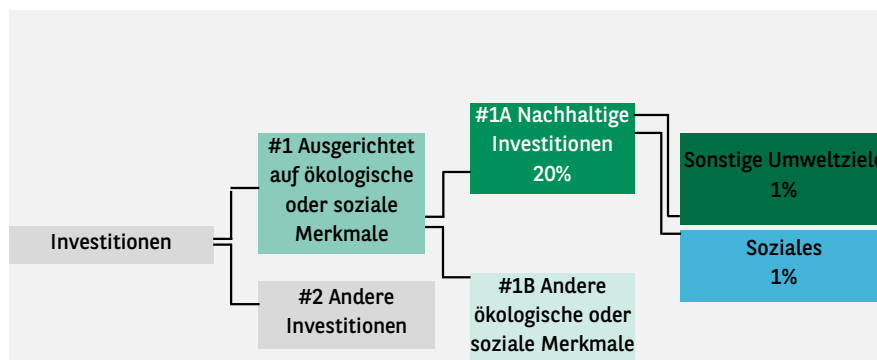 Investitionen
#1 Ausgerichtet
auf ökologische
oder soziale
Merkmale
#2 Andere
Investitionen
#1A Nachhaltige
Investitionen
20%
#1B Andere
ökologische oder
soziale Merkmale
Sonstige Umweltziele
1%
Soziales
1%